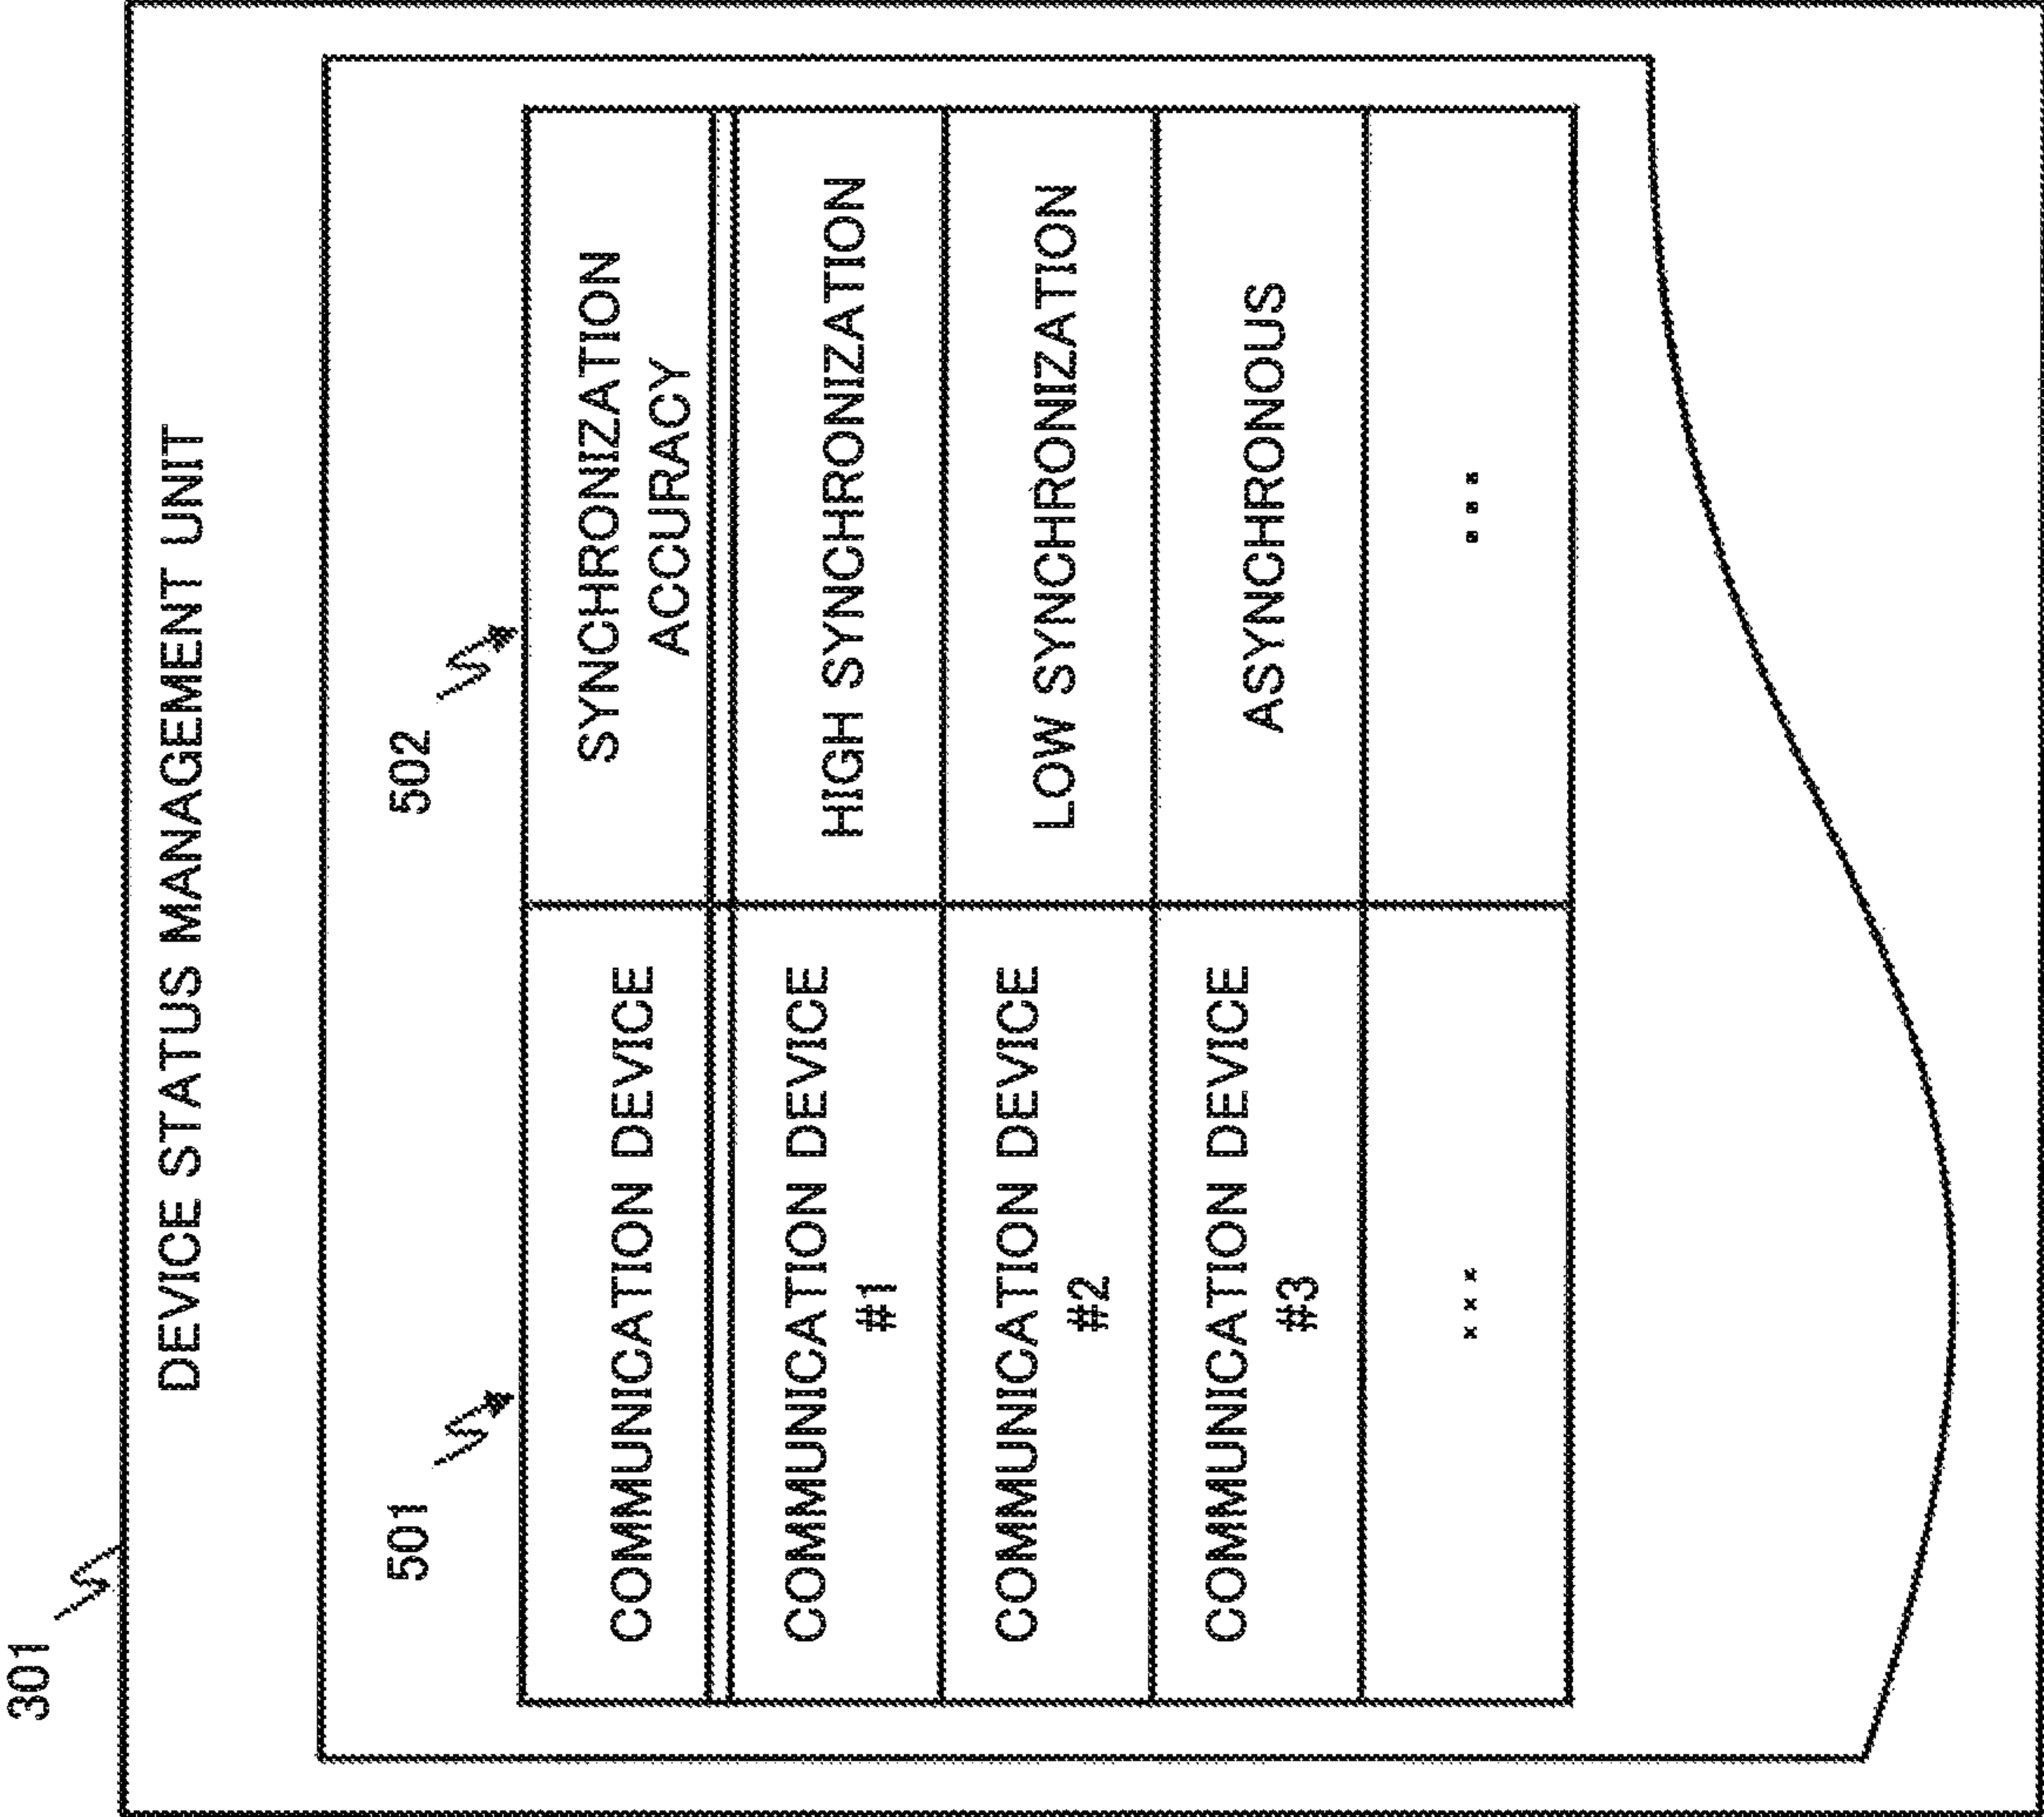 301
DEVICE STATUS MANAGEMENT UNIT
501
502
COMMUNICATION DEVICE
SYNCHRONIZATION
ACCURACY
COMMUNICATION DEVICE
#1
HIGH SYNCHRONIZATION
COMMUNICATION DEVICE
#2
LOW SYNCHRONIZATION
COMMUNICATION DEVICE
#3
ASYNCHRONOUS
...
...